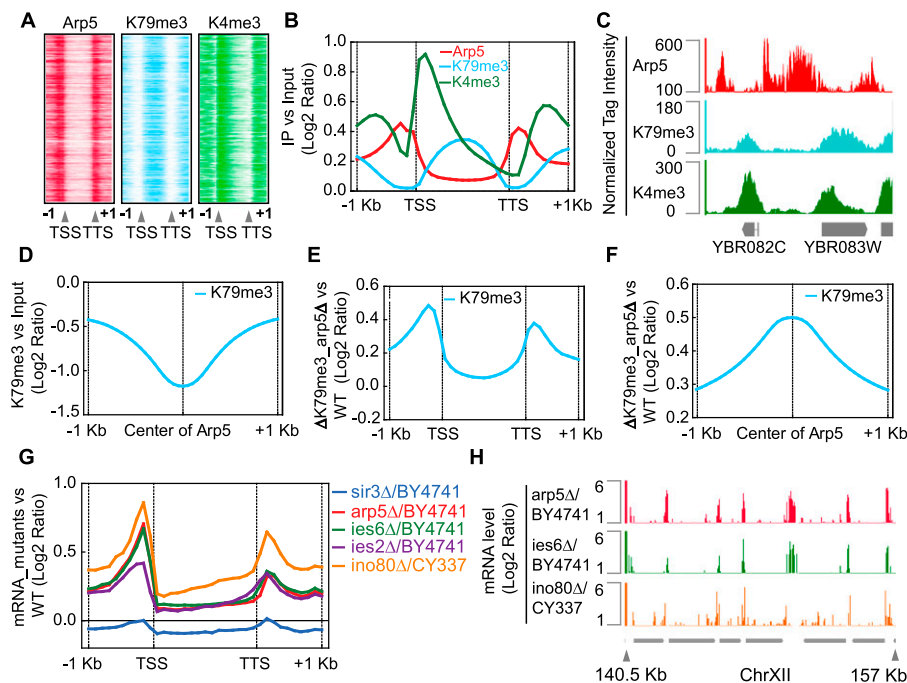 A
Arp5 K79me3 K4me3
-1 +1 -1 +1 -1 +1
TSS TTS TSS TTS TSS TTS
B
IP vs Input
(Log2 Ratio)
1.0
0.8
0.6
0.4
0.2
0.0
Arp5
K79me3
K4me3
-1 Kb TSS TTS +1Kb
C
Normalized Tag Intensity
600
Arp5
100
180
K79me3
0
300
K4me3
0
YBR082C YBR083W
D
K79me3 vs Input
(Log2 Ratio)
0.0
-0.5
-1.0
-1.5
K79me3
-1 Kb Center of Arp5 +1 Kb
E
ΔK79me3_arp5Δ vs
WT (Log2 Ratio)
0.6
0.4
0.2
0.0
-0.2
K79me3
-1 Kb TSS TTS +1 Kb
F
ΔK79me3_arp5Δ vs
WT (Log2 Ratio)
0.6
0.5
0.4
0.3
0.2
K79me3
-1 Kb Center of Arp5 +1 Kb
G
mRNA_mutants vs
WT (Log2 Ratio)
1.0
0.5
0.0
-1 Kb TSS TTS +1 Kb
sir3Δ/BY4741
arp5Δ/BY4741
ies6Δ/BY4741
ies2Δ/BY4741
ino80Δ/CY337
H
mRNA level
(Log2 Ratio)
arp5Δ/ 6
BY4741 1
ies6Δ/ 6
BY4741 1
ino80Δ/ 6
CY337 1
140.5 Kb ChrXII 157 Kb